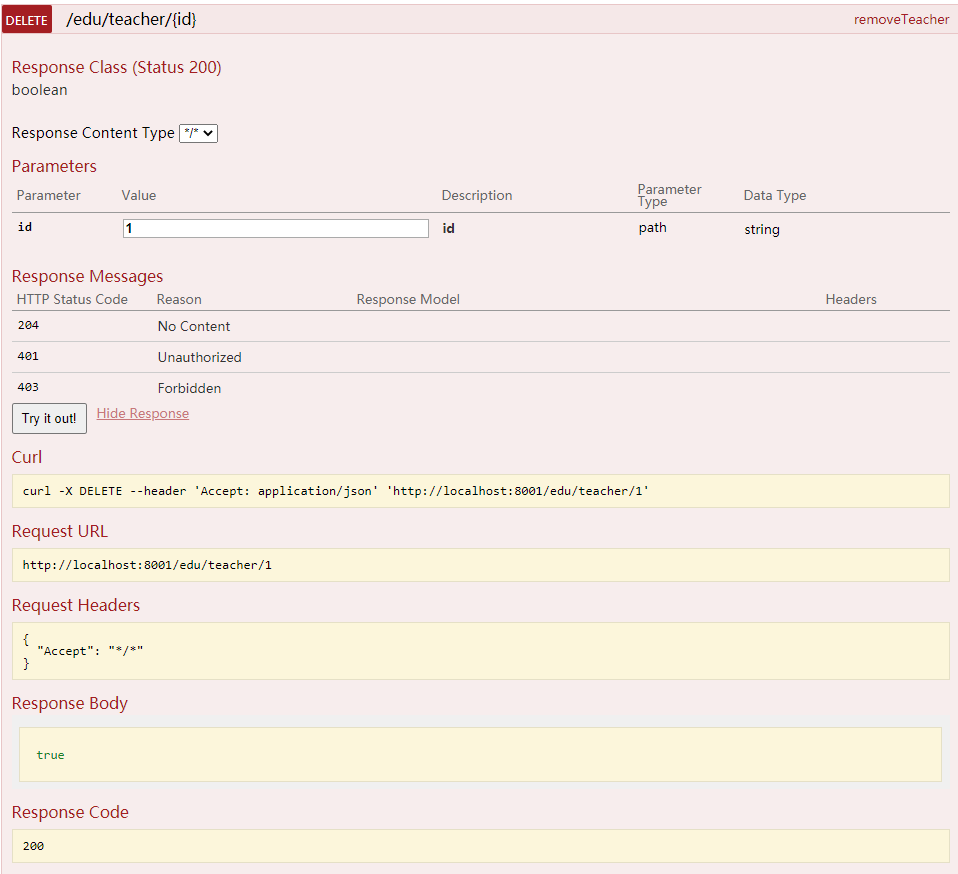 DELETE /edu/teacher/{id} removeTeacher
Response Class (Status 200)
boolean
Response Content Type */*
Parameters
Parameter Value Description Parameter Type Data Type
id 1 id path string
Response Messages
HTTP Status Code Reason Response Model Headers
204 No Content
401 Unauthorized
403 Forbidden
Try it out! Hide Response
Curl
curl -X DELETE --header 'Accept: application/json' 'http://localhost:8001/edu/teacher/1'
Request URL
http://localhost:8001/edu/teacher/1
Request Headers
{
"Accept": "*/*"
}
Response Body
true
Response Code
200